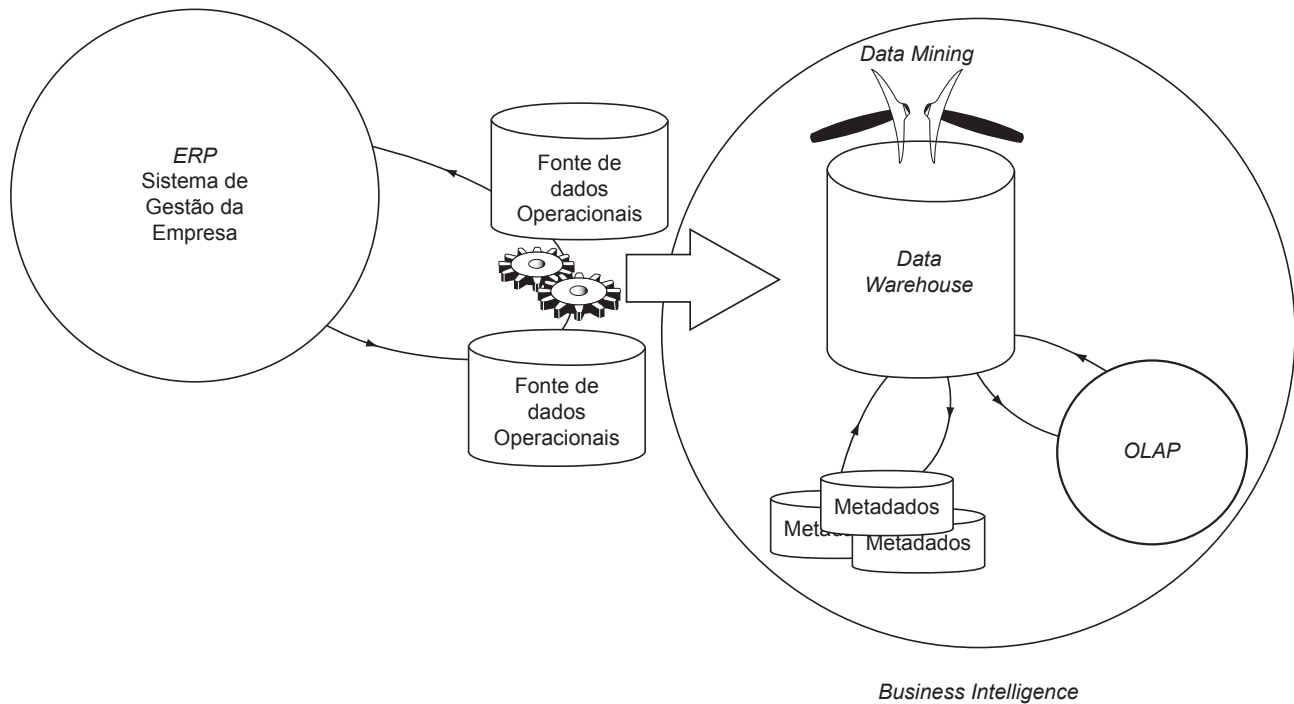 ERP
Sistema de
Gestão da
Empresa
Fonte de
dados
Operacionais
Fonte de
dados
Operacionais
Data Mining
Data
Warehouse
OLAP
Metadados
Metadados
Business Intelligence